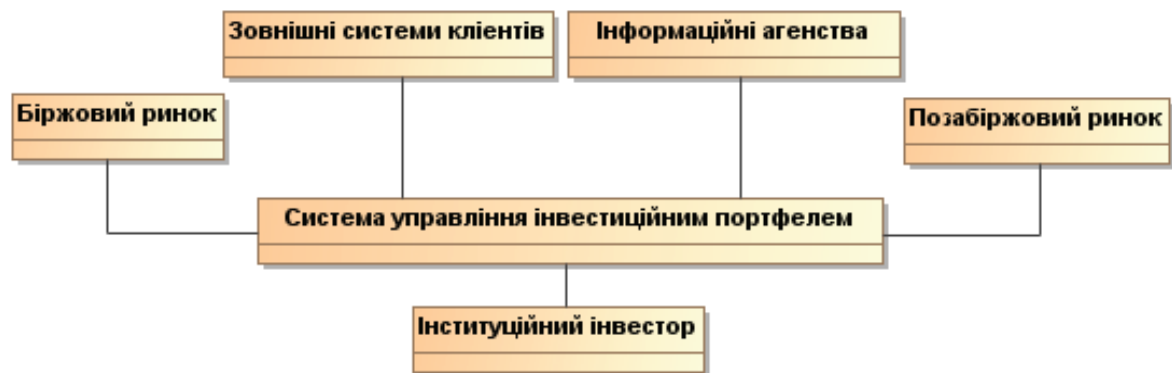 Зовнішні системи клієнтів
Інформаційні агенства
Біржовий ринок
Позабіржовий ринок
Система управління інвестиційним портфелем
Інституційний інвестор